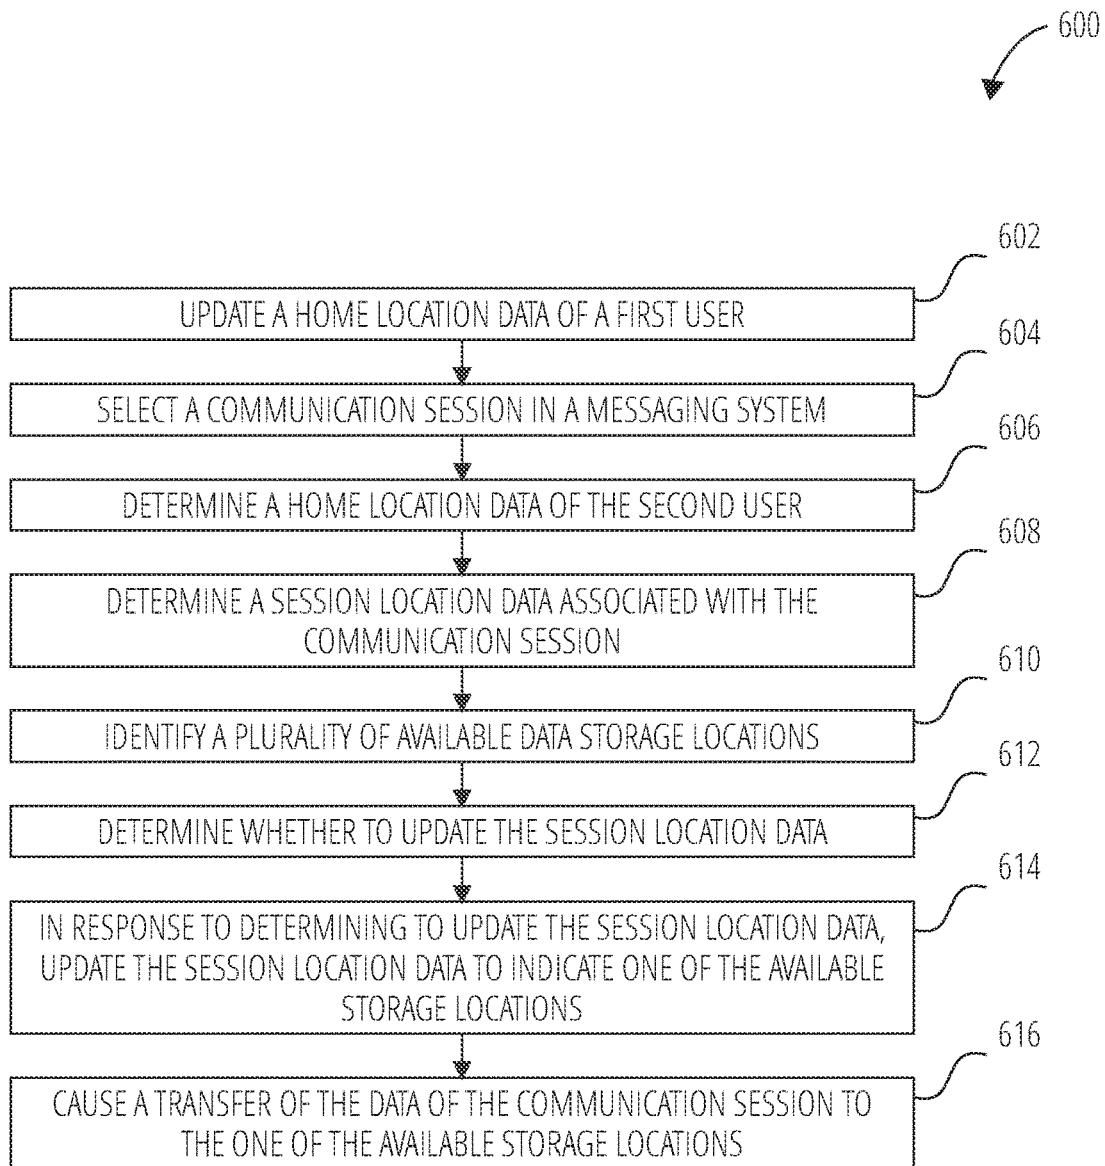 600
602
UPDATE A HOME LOCATION DATA OF A FIRST USER
604
SELECT A COMMUNICATION SESSION IN A MESSAGING SYSTEM
606
DETERMINE A HOME LOCATION DATA OF THE SECOND USER
608
DETERMINE A SESSION LOCATION DATA ASSOCIATED WITH THE
COMMUNICATION SESSION
610
IDENTIFY A PLURALITY OF AVAILABLE DATA STORAGE LOCATIONS
612
DETERMINE WHETHER TO UPDATE THE SESSION LOCATION DATA
614
IN RESPONSE TO DETERMINING TO UPDATE THE SESSION LOCATION DATA,
UPDATE THE SESSION LOCATION DATA TO INDICATE ONE OF THE AVAILABLE
STORAGE LOCATIONS
616
CAUSE A TRANSFER OF THE DATA OF THE COMMUNICATION SESSION TO
THE ONE OF THE AVAILABLE STORAGE LOCATIONS